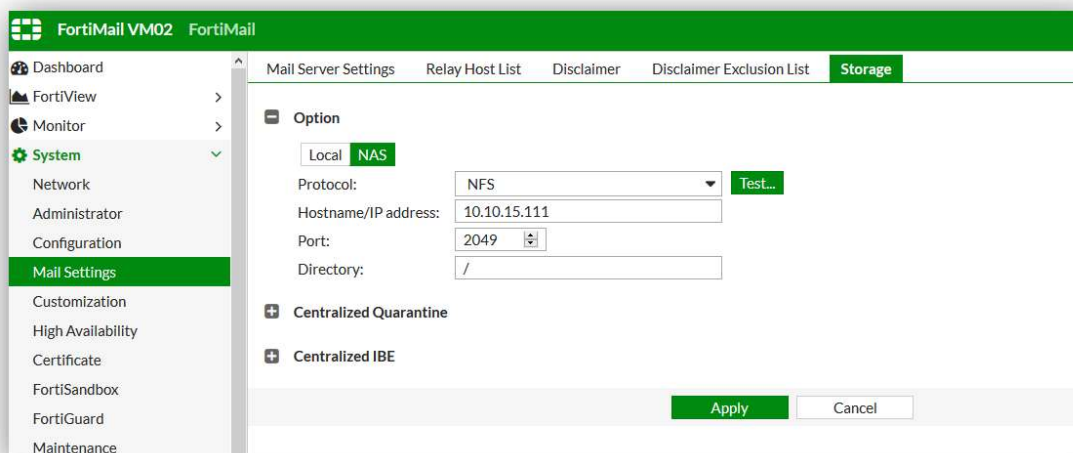 FortiMail VM02 FortiMail
Dashboard
FortiView
Monitor
System
Network
Administrator
Configuration
Mail Settings
Customization
High Availability
Certificate
FortiSandbox
FortiGuard
Maintenance
Mail Server Settings Relay Host List Disclaimer Disclaimer Exclusion List Storage
Option
Local NAS
Protocol: NFS Test...
Hostname/IP address: 10.10.15.111
Port: 2049
Directory: /
Centralized Quarantine
Centralized IBE
Apply Cancel